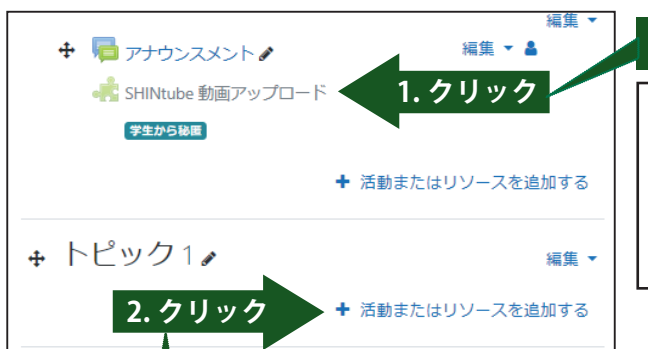 編集
アナウンスメント
編集
SHINtube 動画アップロード
1. クリック
学生から秘匿
活動またはリソースを追加する
トピック 1
編集
2. クリック
活動またはリソースを追加する